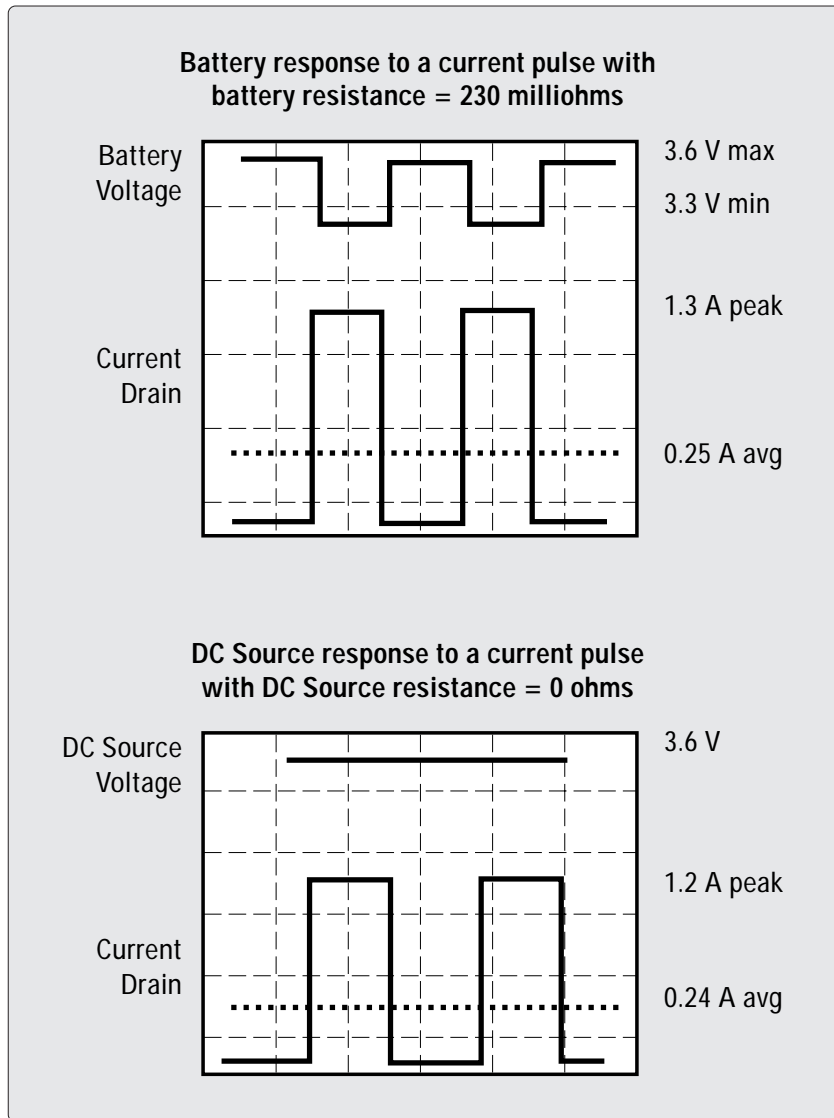 Battery response to a current pulse with
battery resistance = 230 milliohms
Battery
Voltage
3.6 V max
3.3 V min
1.3 A peak
Current
Drain
0.25 A avg
DC Source response to a current pulse
with DC Source resistance = 0 ohms
DC Source
Voltage
3.6 V
1.2 A peak
Current
Drain
0.24 A avg